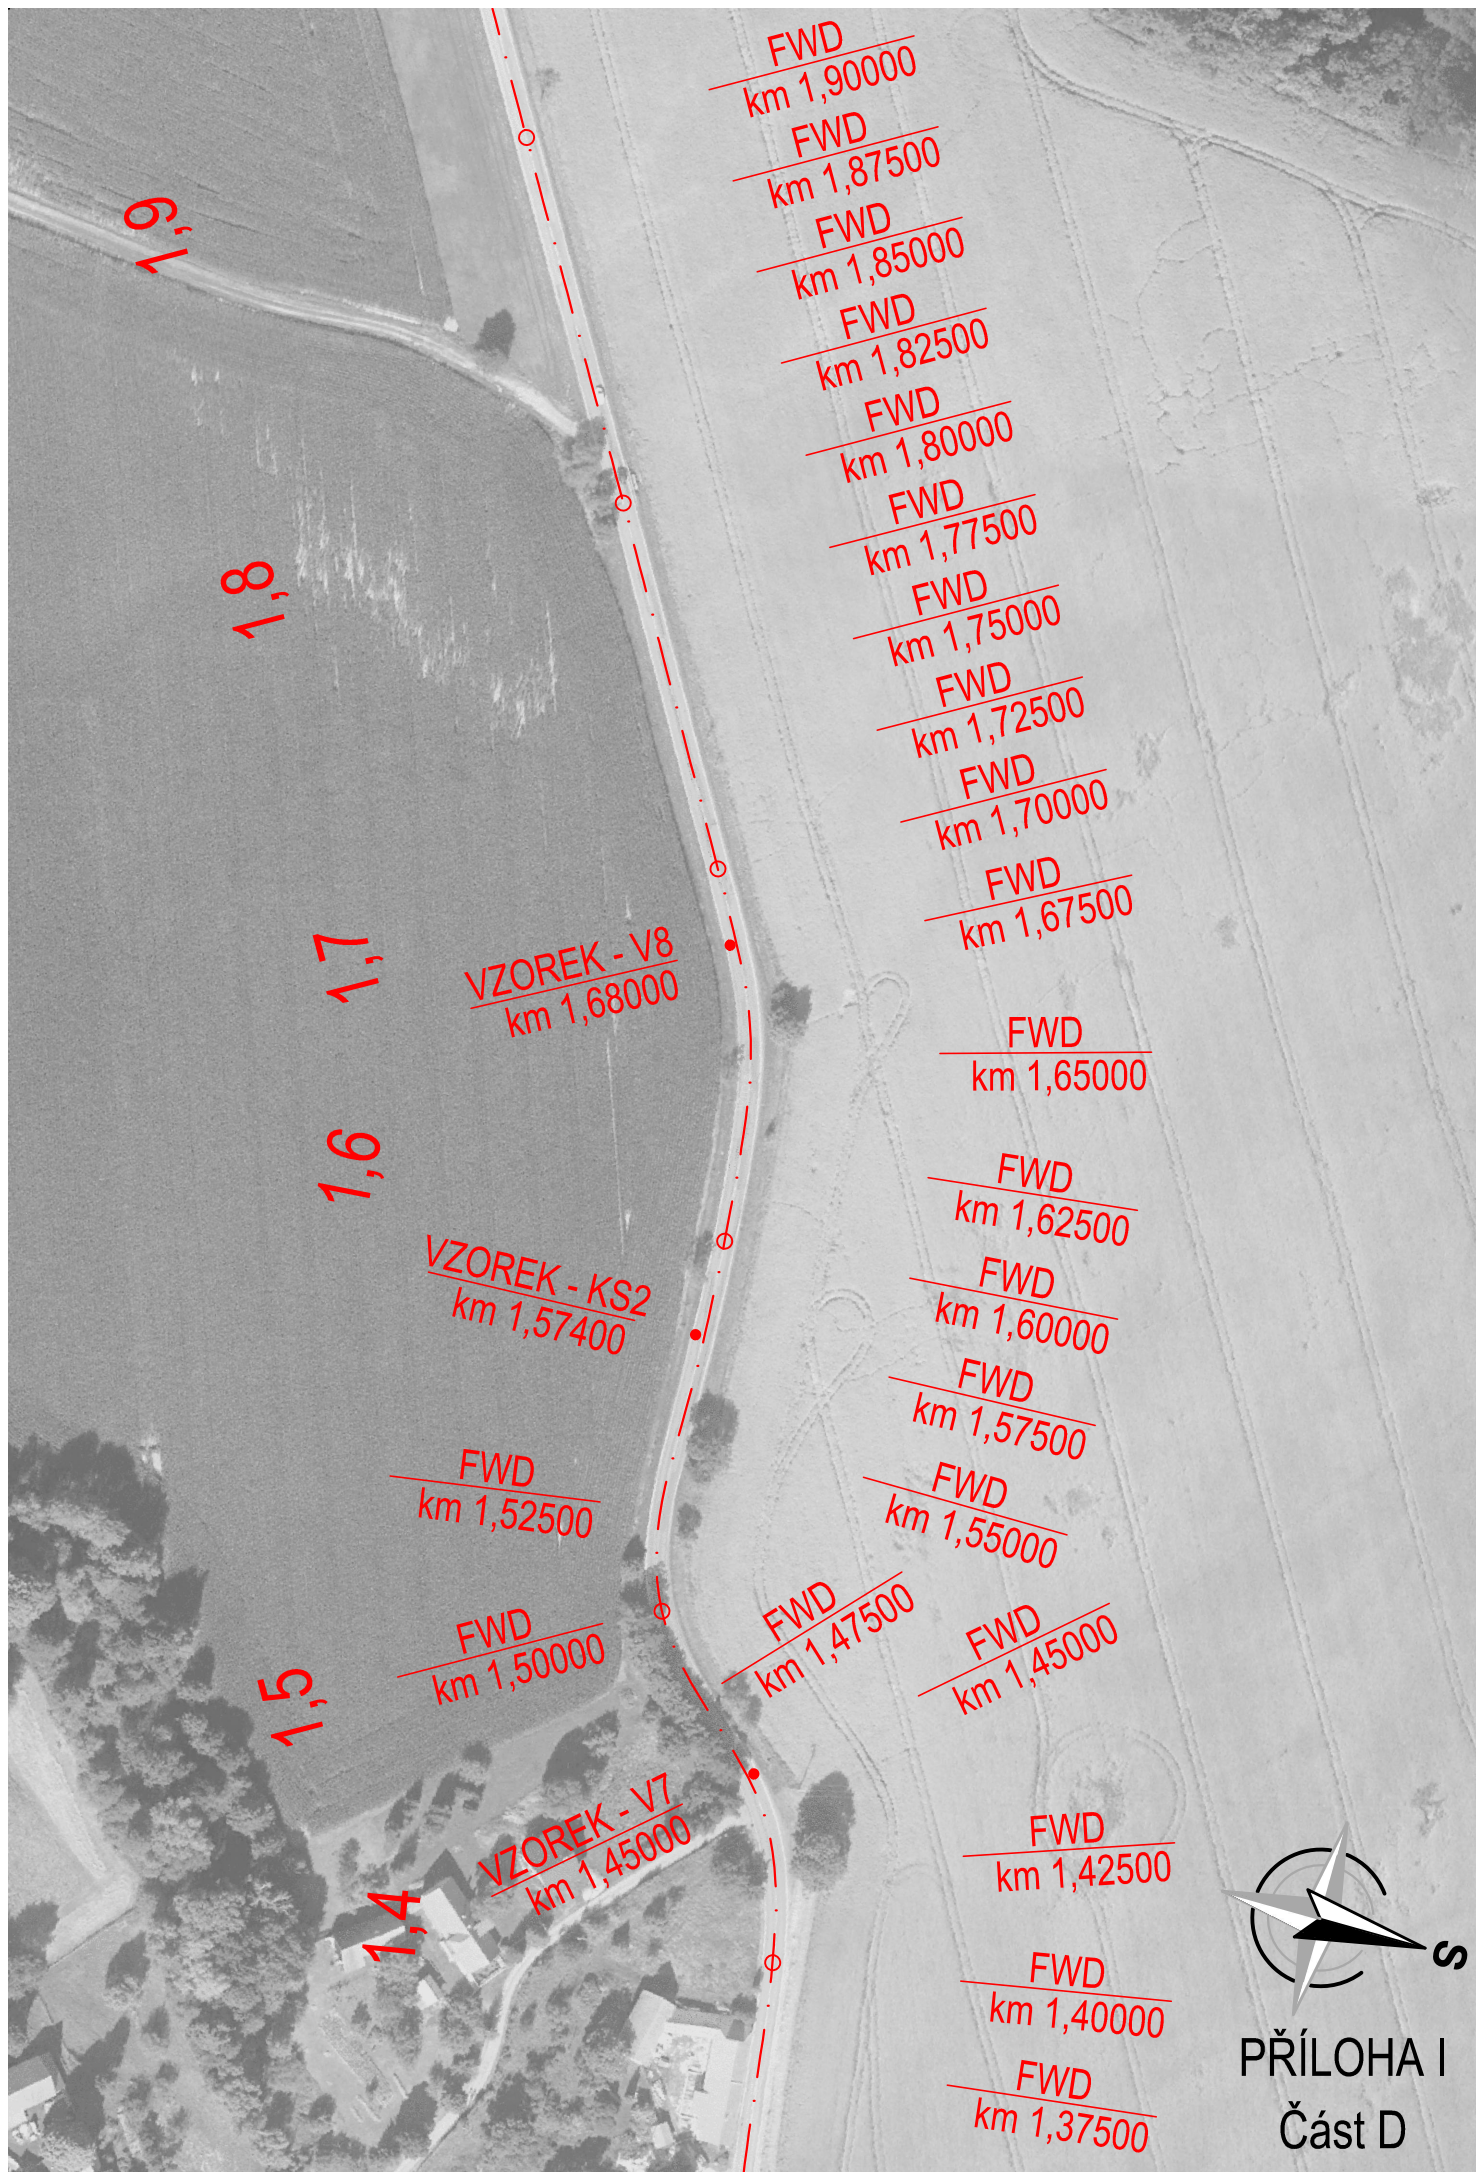 FWD
km 1,90000
FWD
km 1,87500
1,9
FWD
km 1,85000
FWD
km 1,82500
FWD
km 1,80000
FWD
km 1,77500
1,8
FWD
km 1,75000
FWD
km 1,72500
FWD
km 1,70000
FWD
km 1,67500
1,7
VZOREK - V8
km 1,68000
FWD
km 1,65000
1,6
FWD
km 1,62500
VZOREK - KS2
km 1,57400
FWD
km 1,60000
FWD
km 1,57500
FWD
km 1,52500
FWD
km 1,55000
FWD
km 1,50000
FWD
km 1,47500
FWD
km 1,45000
1,5
VZOREK - V7
km 1,45000
FWD
km 1,42500
1,4
FWD
km 1,40000
S
FWD
km 1,37500
PŘÍLOHA I
Část D